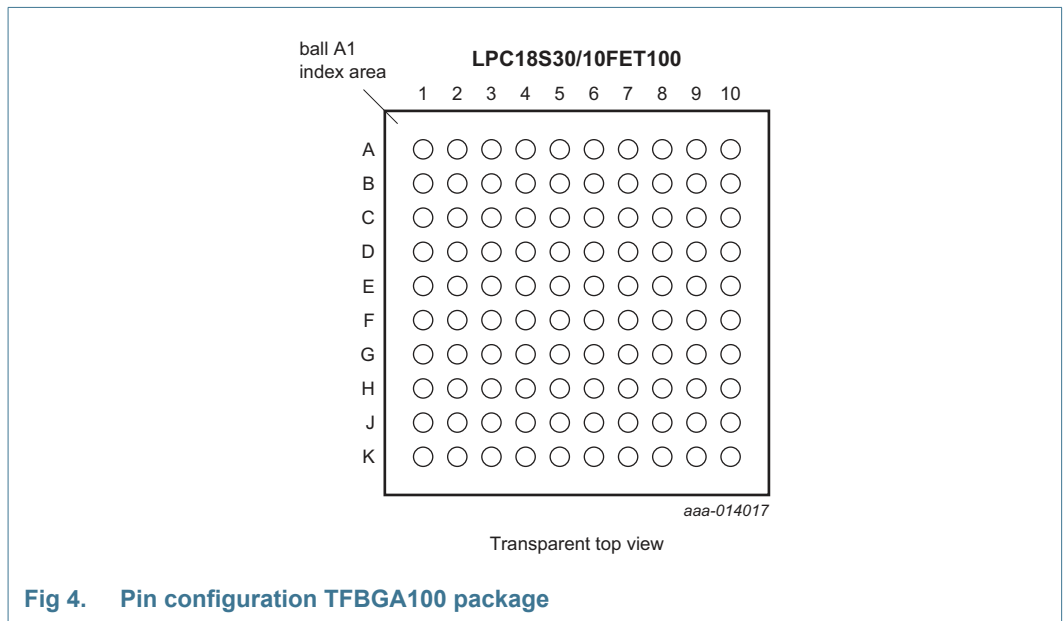 ball A1
index area
LPC18S30/10FET100
1 2 3 4 5 6 7 8 9 10
A
B
C
D
E
F
G
H
J
K
aaa-014017
Transparent top view
Fig 4. Pin configuration TFBGA100 package